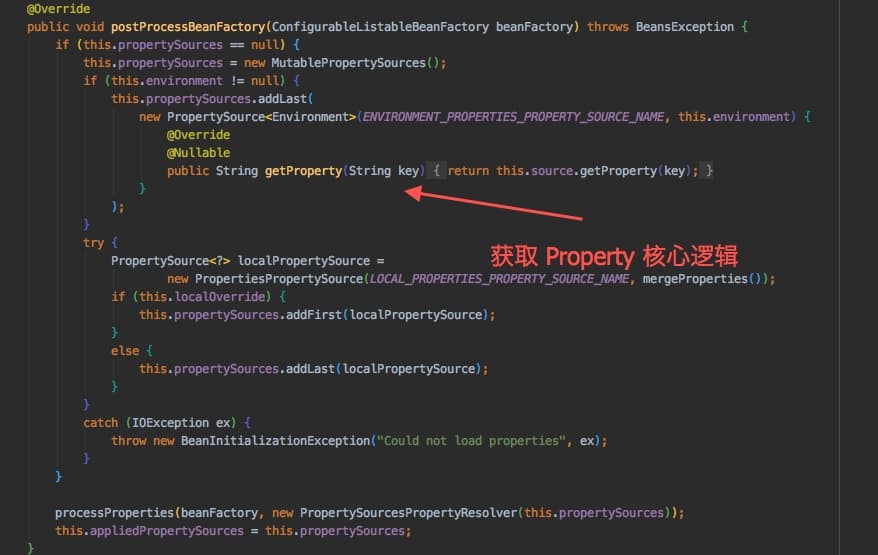 @Override
public void postProcessBeanFactory(ConfigurableListableBeanFactory beanFactory) throws BeansException {
    if (this.propertySources == null) {
        this.propertySources = new MutablePropertySources();
        if (this.environment != null) {
            this.propertySources.addLast(
                new PropertySource<Environment>(ENVIRONMENT_PROPERTIES_PROPERTY_SOURCE_NAME, this.environment) {
                    @Override
                    @Nullable
                    public String getProperty(String key) { return this.source.getProperty(key); }
                }
            );
        }
        try {
            PropertySource<?> localPropertySource =
获取 Property 核心逻辑
                    new PropertiesPropertySource(LOCAL_PROPERTIES_PROPERTY_SOURCE_NAME, mergeProperties());
            if (this.localOverride) {
                this.propertySources.addFirst(localPropertySource);
            }
            else {
                this.propertySources.addLast(localPropertySource);
            }
        }
        catch (IOException ex) {
            throw new BeanInitializationException("Could not load properties", ex);
        }
    }
    processProperties(beanFactory, new PropertySourcesPropertyResolver(this.propertySources));
    this.appliedPropertySources = this.propertySources;
}